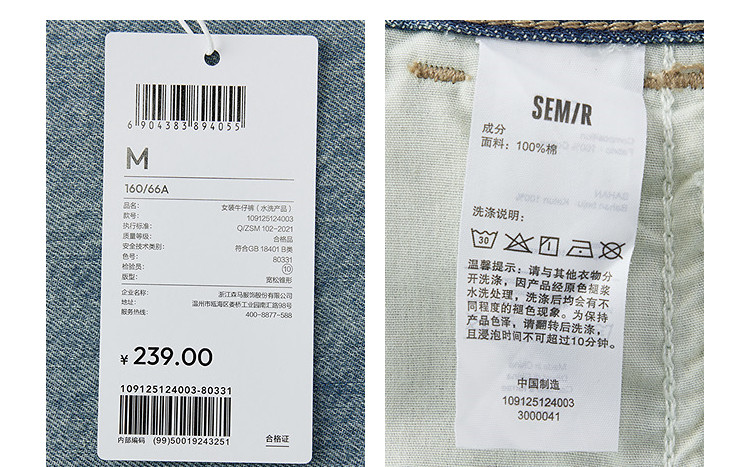 6 904383 894055
M
160/66A
品名: 女装牛仔裤（水洗产品）
款号: 109125124003
执行标准: Q/ZSM 102-2021
质量等级: 合格品
安全技术类别: 符合GB 18401 B类
色号: 80331
检验员: 10
版型: 宽松锥形
企业名称: 浙江森马服饰股份有限公司
地址: 温州市瓯海区娄桥工业园南汇路98号
服务热线: 400-8877-588
¥ 239.00
109125124003-80331
内部编码 (99)50019243251 合格证
SEM/R
成分
面料: 100%棉
洗涤说明:
30
温馨提示: 请与其他衣物分
开洗涤, 因产品经原色褪浆
水洗处理, 洗涤后均会有不
同程度的褪色现象。为保持
产品色泽, 请翻转后洗涤,
且浸泡时间不可超过10分钟。
中国制造
109125124003
3000041